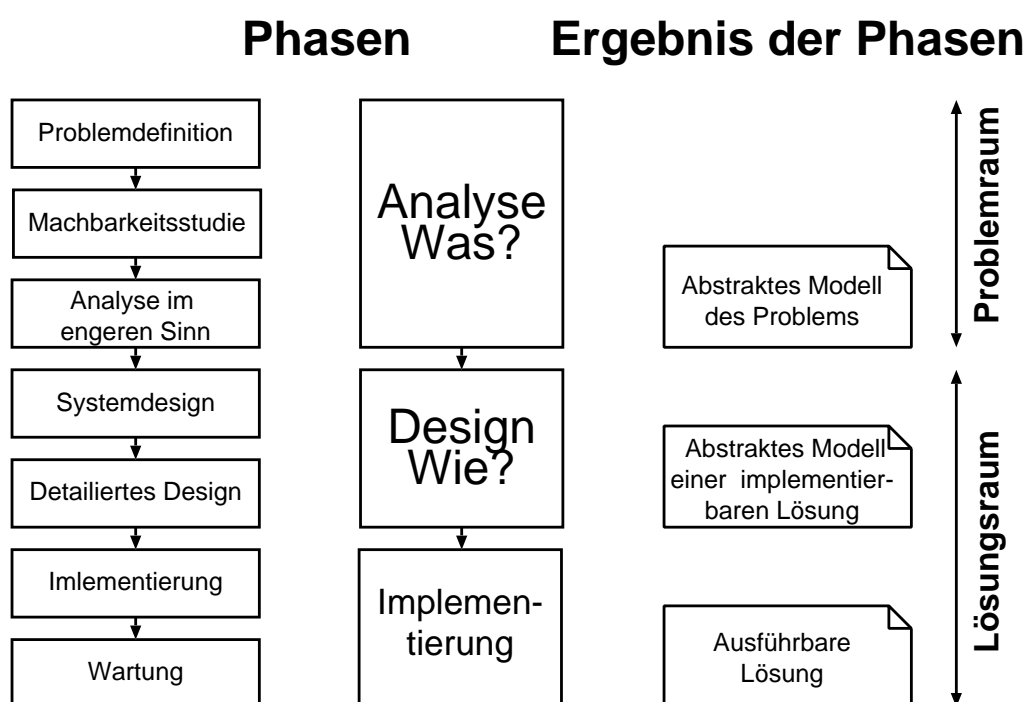 Phasen
Ergebnis der Phasen
Problemdefinition
Machbarkeitsstudie
Analyse im
engeren Sinn
Systemdesign
Detailiertes Design
Imlementierung
Wartung
Analyse
Was?
Design
Wie?
Implemen-
tierung
Abstraktes Modell
des Problems
Abstraktes Modell
einer implementier-
baren Lösung
Ausführbare
Lösung
Problemraum
Lösungsraum